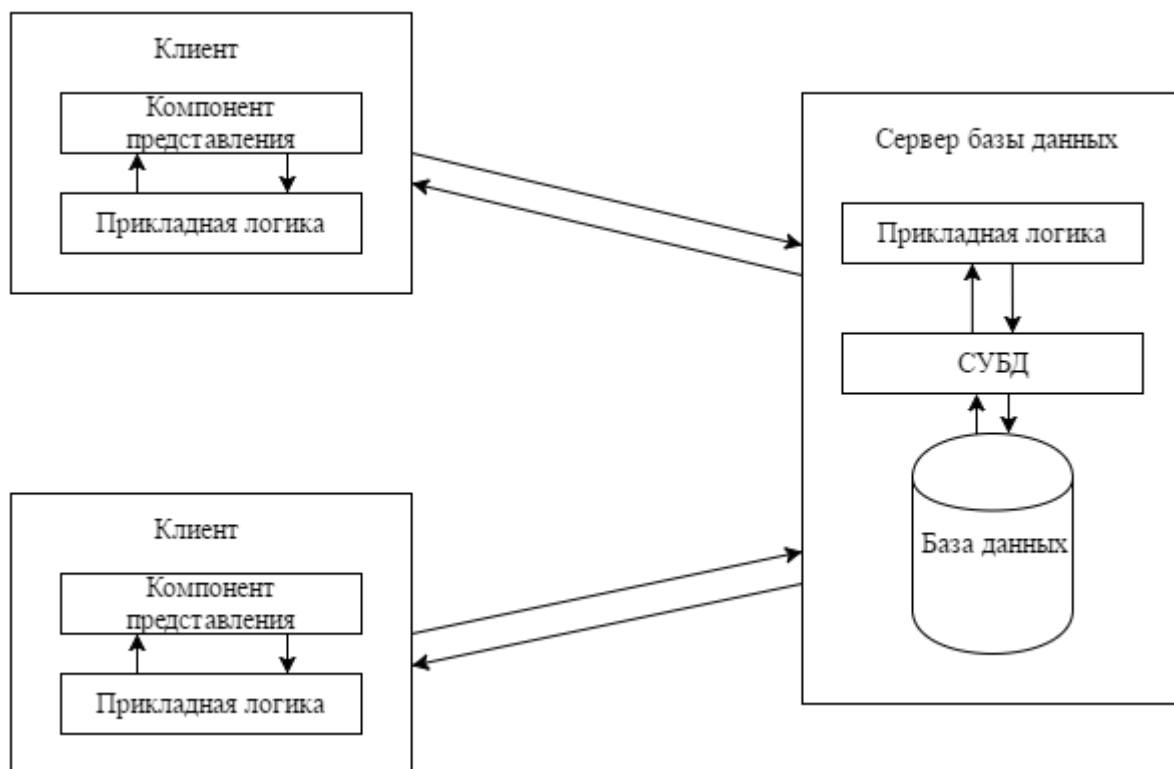 Клиент
Компонент
представления
Прикладная логика
Сервер базы данных
Прикладная логика
СУБД
База данных
Клиент
Компонент
представления
Прикладная логика